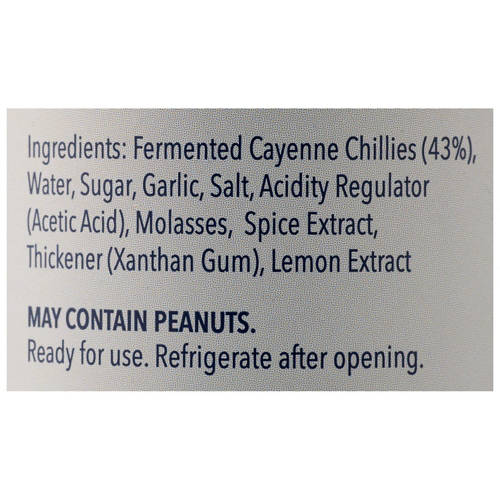 Ingredients: Fermented Cayenne Chillies (43%),
Water, Sugar, Garlic, Salt, Acidity Regulator
(Acetic Acid), Molasses, Spice Extract,
Thickener (Xanthan Gum), Lemon Extract
MAY CONTAIN PEANUTS.
Ready for use. Refrigerate after opening.